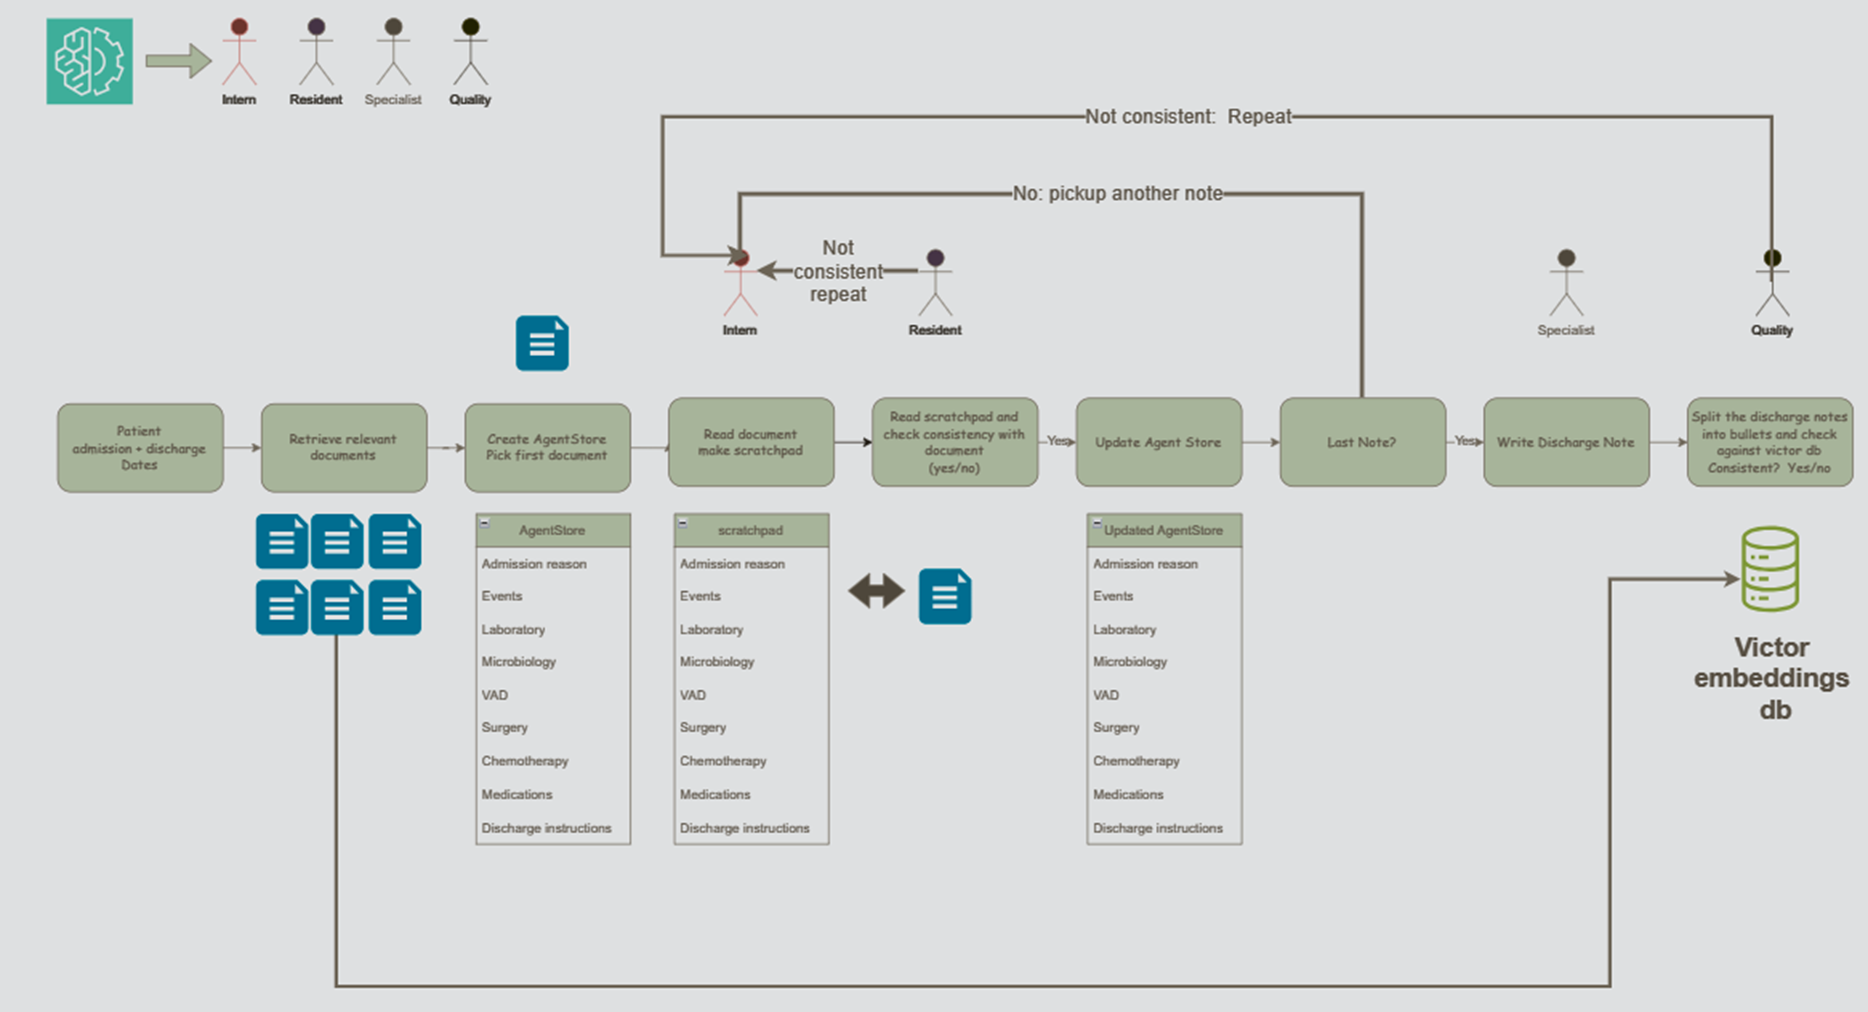 Intern
Resident
Specialist
Quality
Not consistent:  Repeat
No: pickup another note
Not
consistent
repeat
Intern
Resident
Specialist
Quality
Patient
admission + discharge
Dates
Retrieve relevant
documents
Create AgentStore
Pick first document
Read document
make scratchpad
Read scratchpad and
check consistency with
document
(yes/no)
Yes
Update Agent Store
Last Note?
Yes
Write Discharge Note
Split the discharge notes
into bullets and check
against victor db
Consistent?  Yes/no
AgentStore
Admission reason
Events
Laboratory
Microbiology
VAD
Surgery
Chemotherapy
Medications
Discharge instructions
scratchpad
Admission reason
Events
Laboratory
Microbiology
VAD
Surgery
Chemotherapy
Medications
Discharge instructions
Updated AgentStore
Admission reason
Events
Laboratory
Microbiology
VAD
Surgery
Chemotherapy
Medications
Discharge instructions
Victor
embeddings
db